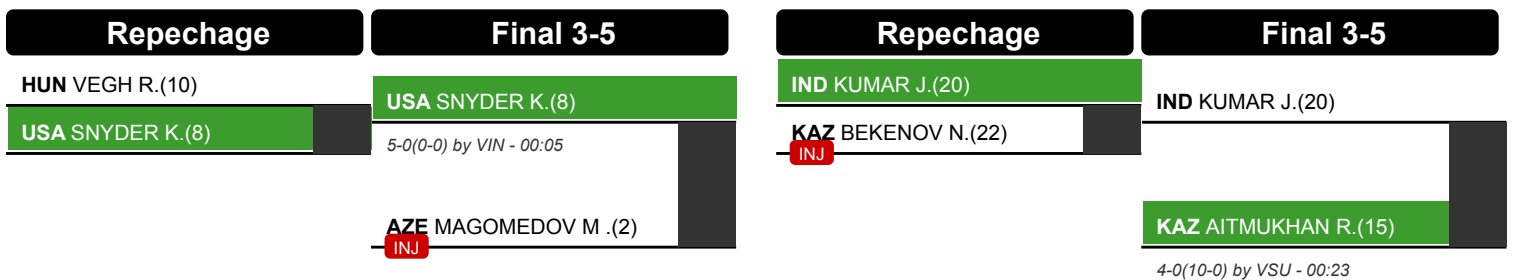 Repechage
Final 3-5
HUN VEGH R.(10)
USA SNYDER K.(8)
USA SNYDER K.(8)
5-0(0-0) by VIN - 00:05
AZE MAGOMEDOV M .(2)
INJ
Repechage
Final 3-5
IND KUMAR J.(20)
KAZ BEKENOV N.(22)
INJ
IND KUMAR J.(20)
KAZ AITMUKHAN R.(15)
4-0(10-0) by VSU - 00:23